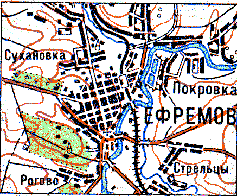 Сухановка
Покровка
ЕФРЕМОВ
Стрельцы
Рогово